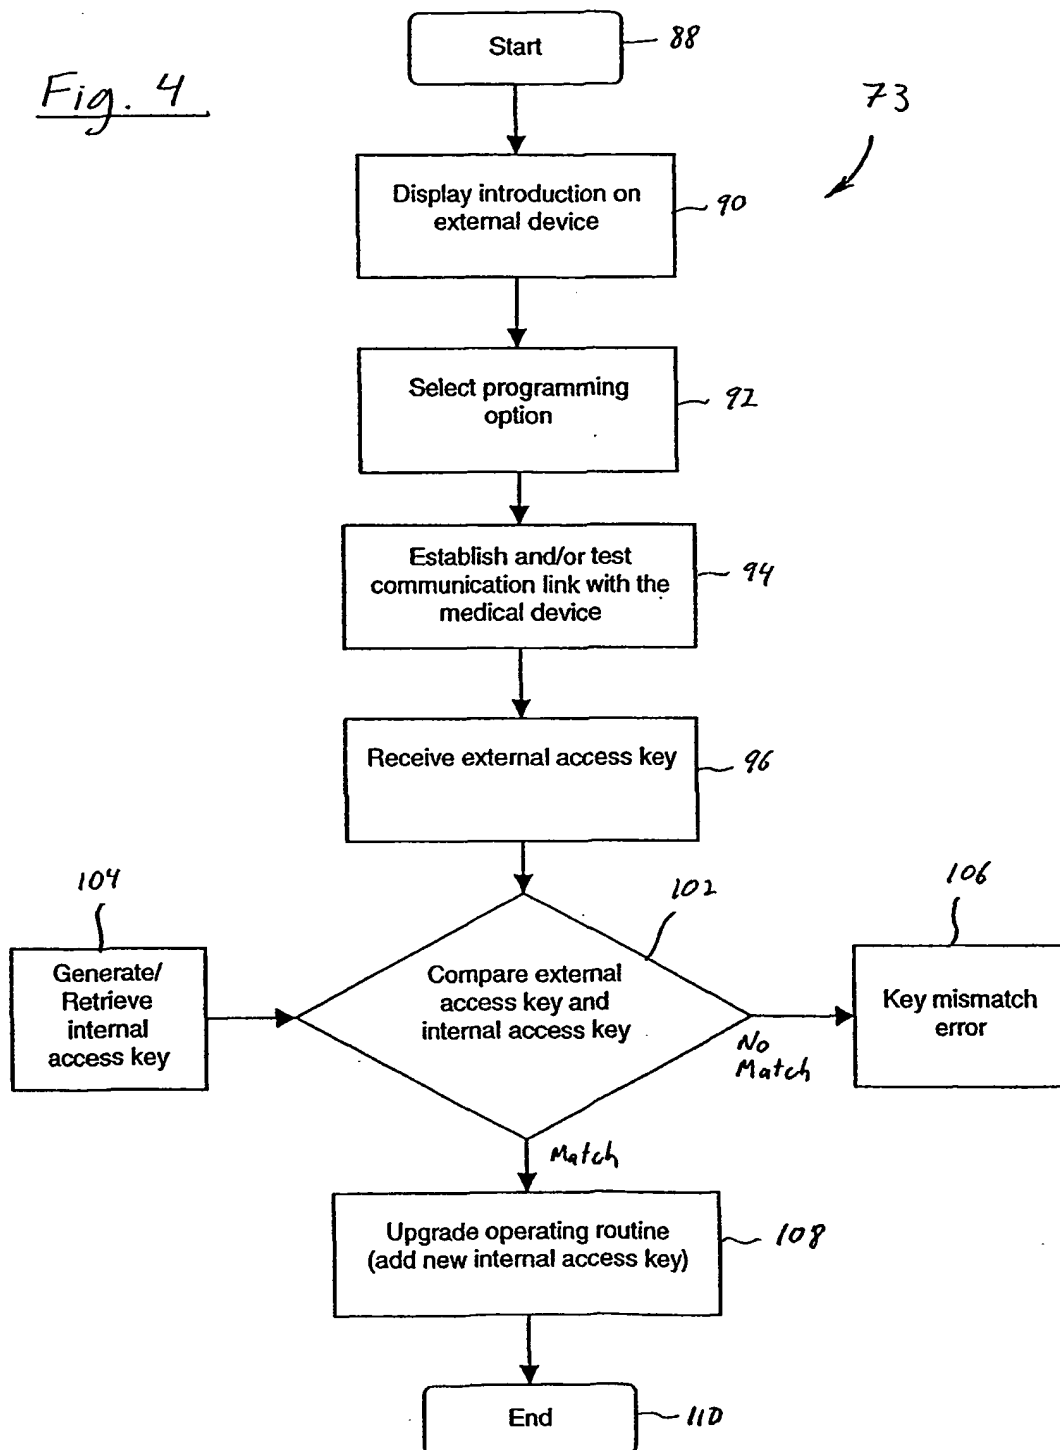 Start
88
Fig. 4
73
Display introduction on
external device
90
Select programming
option
92
Establish and/or test
communication link with the
medical device
94
Receive external access key
96
104
102
106
Generate/
Retrieve
internal
access key
Compare external
access key and
internal access key
Key mismatch
error
No
Match
Match
Upgrade operating routine
(add new internal access key)
108
End
110